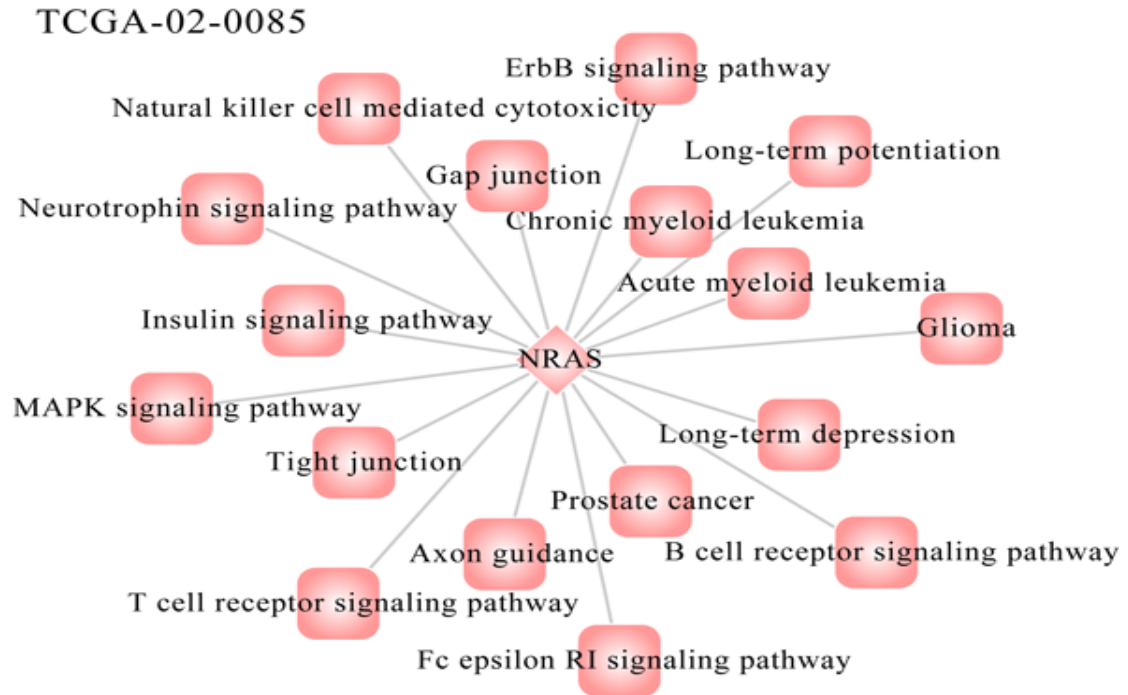 TCGA-02-0085
ErbB signaling pathway
Natural killer cell mediated cytotoxicity
Long-term potentiation
Gap junction
Neurotrophin signaling pathway
Chronic myeloid leukemia
Acute myeloid leukemia
Insulin signaling pathway
Glioma
NRAS
MAPK signaling pathway
Long-term depression
Tight junction
Prostate cancer
Axon guidance
B cell receptor signaling pathway
T cell receptor signaling pathway
Fc epsilon RI signaling pathway